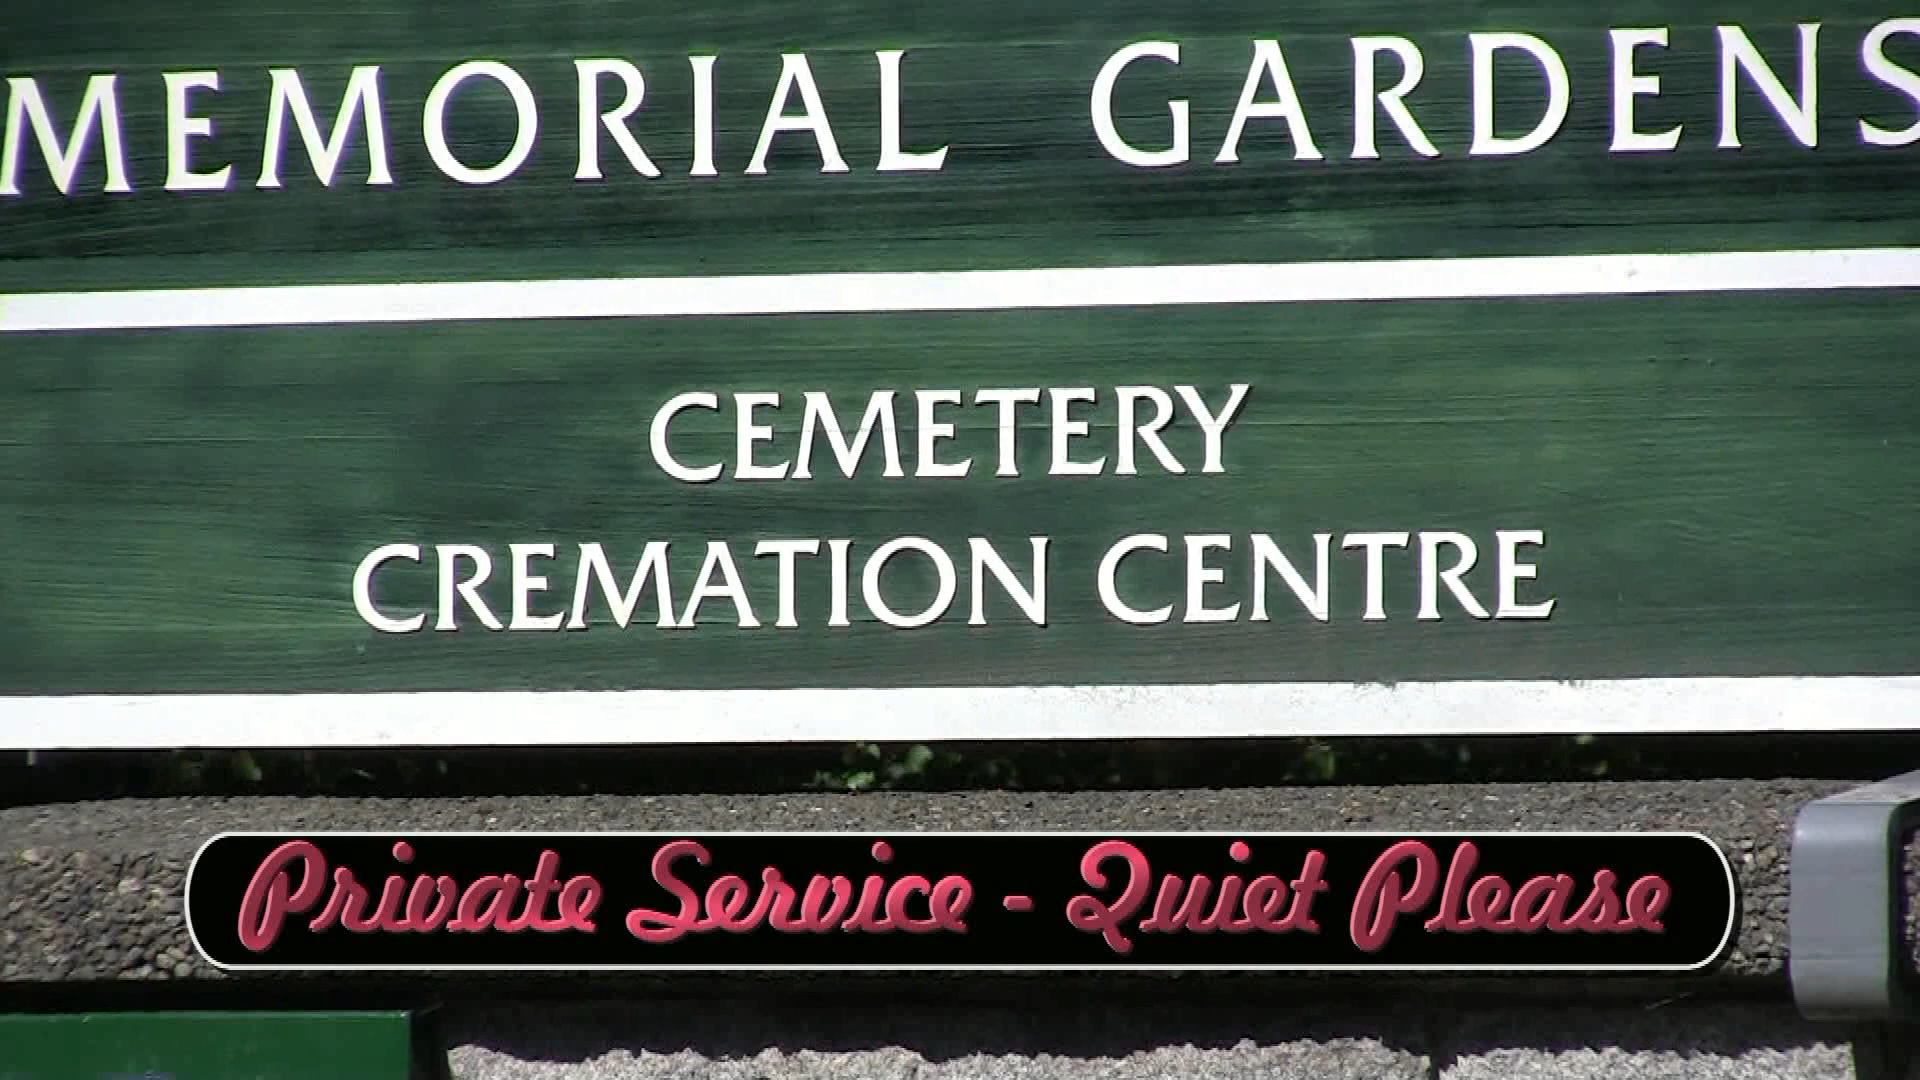 MEMORIAL GARDENS
CEMETERY
CREMATION CENTRE
Private Service - Quiet Please